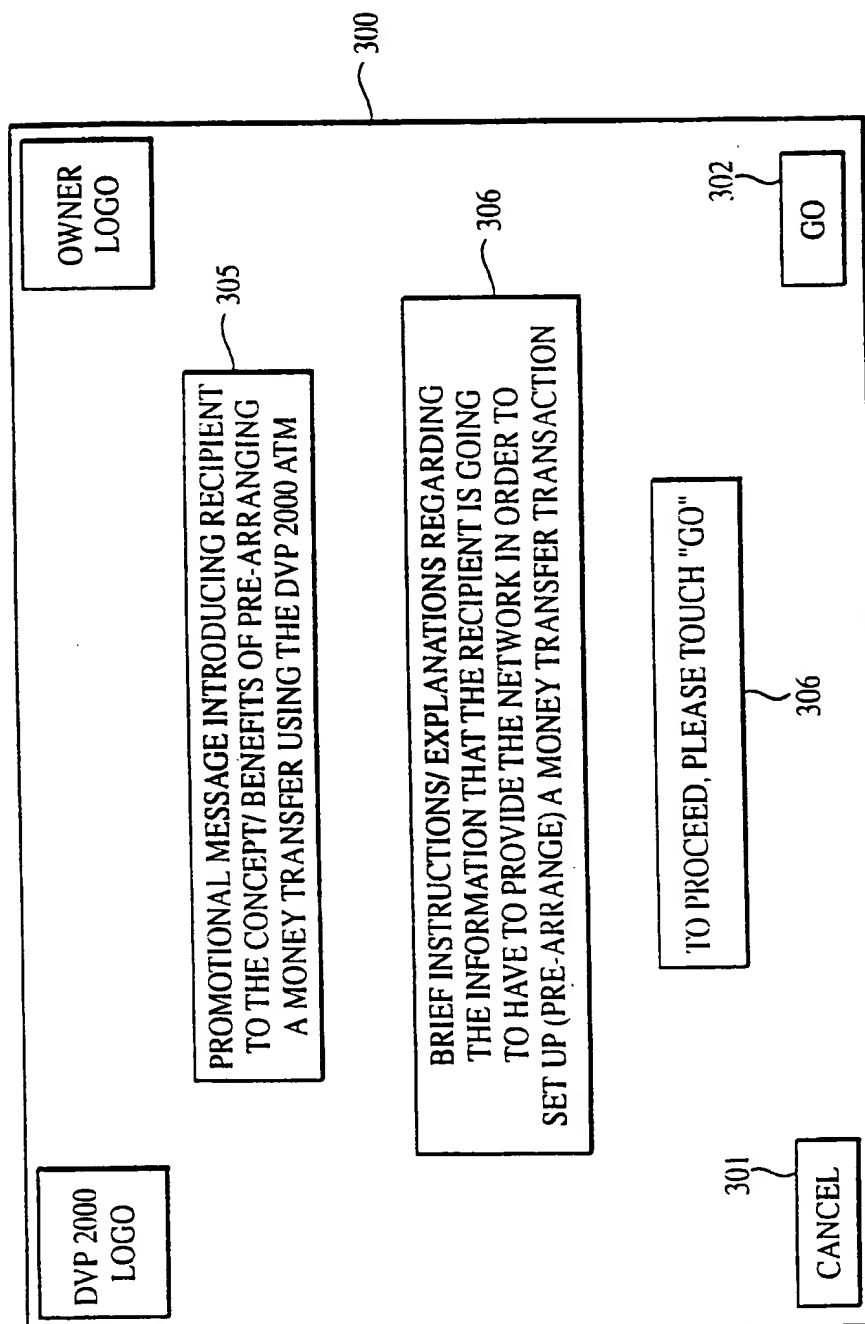 DVP 2000
LOGO
OWNER
LOGO
300
305
PROMOTIONAL MESSAGE INTRODUCING RECIPIENT
TO THE CONCEPT/ BENEFITS OF PRE-ARRANGING
A MONEY TRANSFER USING THE DVP 2000 ATM
306
BRIEF INSTRUCTIONS/ EXPLANATIONS REGARDING
THE INFORMATION THAT THE RECIPIENT IS GOING
TO HAVE TO PROVIDE THE NETWORK IN ORDER TO
SET UP (PRE-ARRANGE) A MONEY TRANSFER TRANSACTION
TO PROCEED, PLEASE TOUCH "GO"
306
301
CANCEL
302
GO